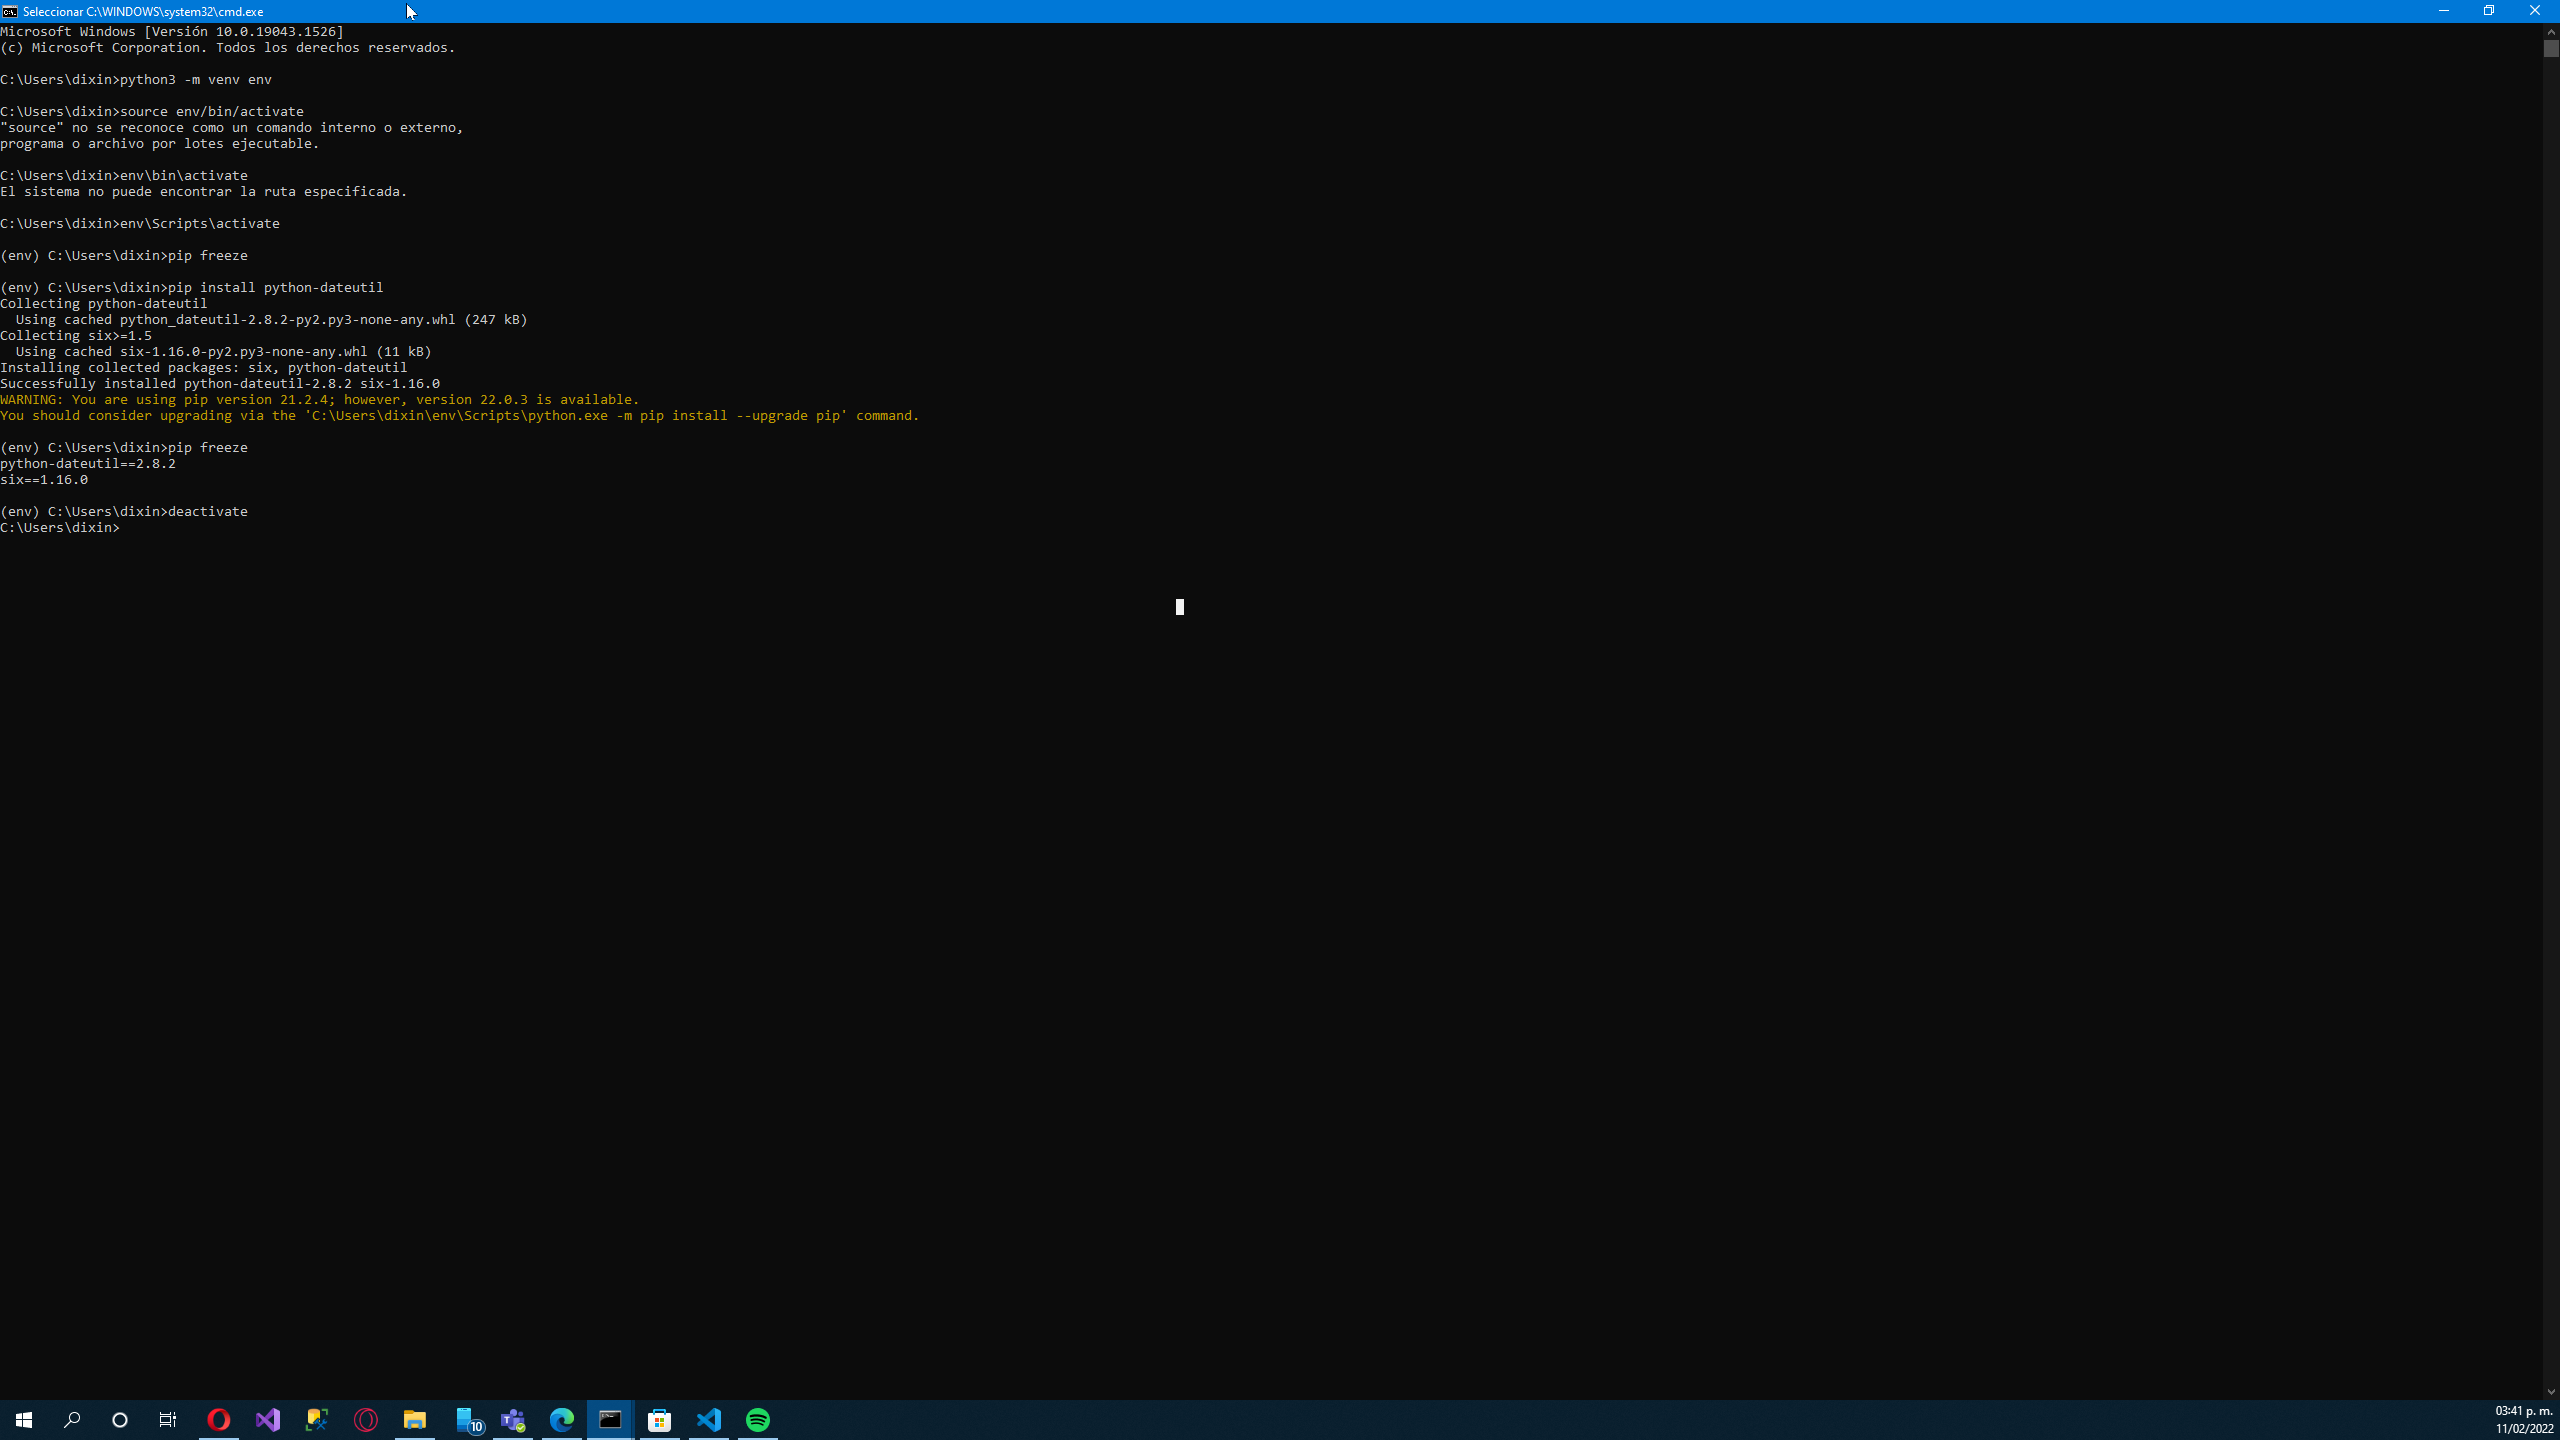 Seleccionar C:\WINDOWS\system32\cmd.exe
Microsoft Windows [Versión 10.0.19043.1526]
(c) Microsoft Corporation. Todos los derechos reservados.
C:\Users\dixin>python3 -m venv env
C:\Users\dixin>source env/bin/activate
"source" no se reconoce como un comando interno o externo,
programa o archivo por lotes ejecutable.
C:\Users\dixin>env\bin\activate
El sistema no puede encontrar la ruta especificada.
C:\Users\dixin>env\Scripts\activate
(env) C:\Users\dixin>pip freeze
(env) C:\Users\dixin>pip install python-dateutil
Collecting python-dateutil
  Using cached python_dateutil-2.8.2-py2.py3-none-any.whl (247 kB)
Collecting six>=1.5
  Using cached six-1.16.0-py2.py3-none-any.whl (11 kB)
Installing collected packages: six, python-dateutil
Successfully installed python-dateutil-2.8.2 six-1.16.0
WARNING: You are using pip version 21.2.4; however, version 22.0.3 is available.
You should consider upgrading via the 'C:\Users\dixin\env\Scripts\python.exe -m pip install --upgrade pip' command.
(env) C:\Users\dixin>pip freeze
python-dateutil==2.8.2
six==1.16.0
(env) C:\Users\dixin>deactivate
C:\Users\dixin>
10
03:41 p. m.
11/02/2022